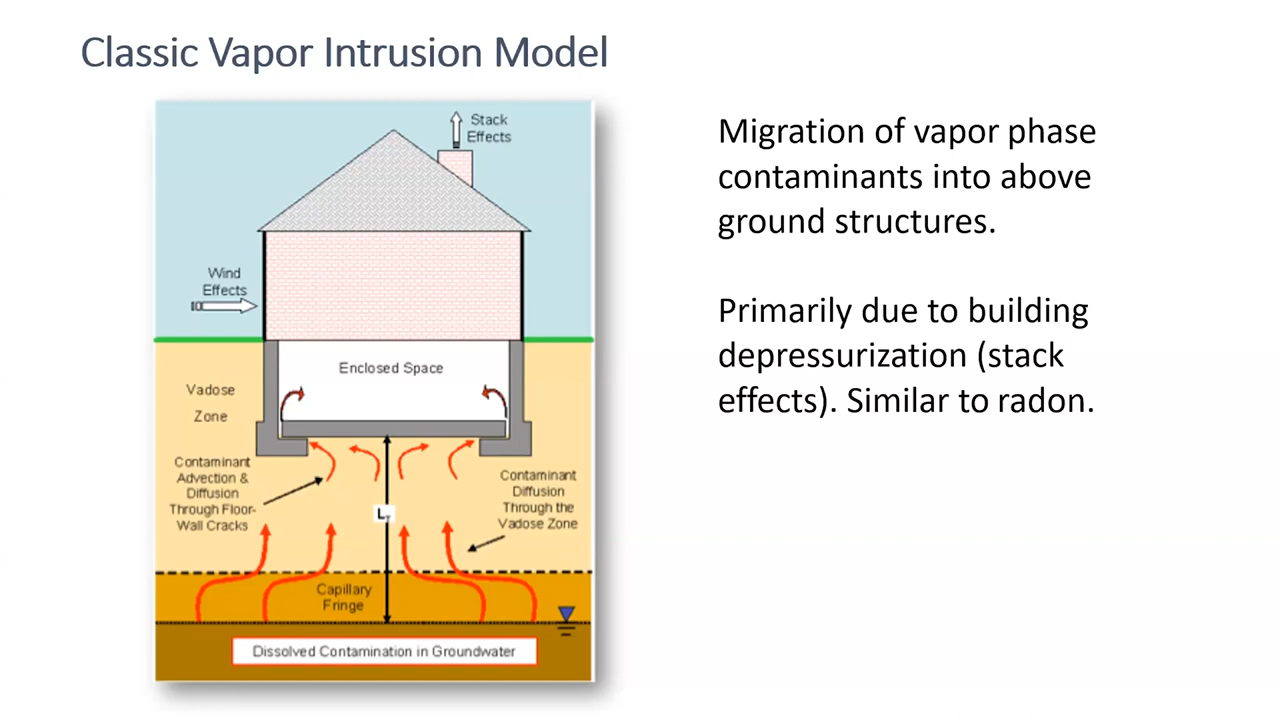 Classic Vapor Intrusion Model
Stack
Effects
Wind
Effects
Enclosed Space
Vadose
Zone
Contaminant
Advection &
Diffusion
Through Floor-
Wall Cracks
Contaminant
Diffusion
Through the
Vadose Zone
LT
Capillary
Fringe
Dissolved Contamination in Groundwater
Migration of vapor phase
contaminants into above
ground structures.
Primarily due to building
depressurization (stack
effects). Similar to radon.